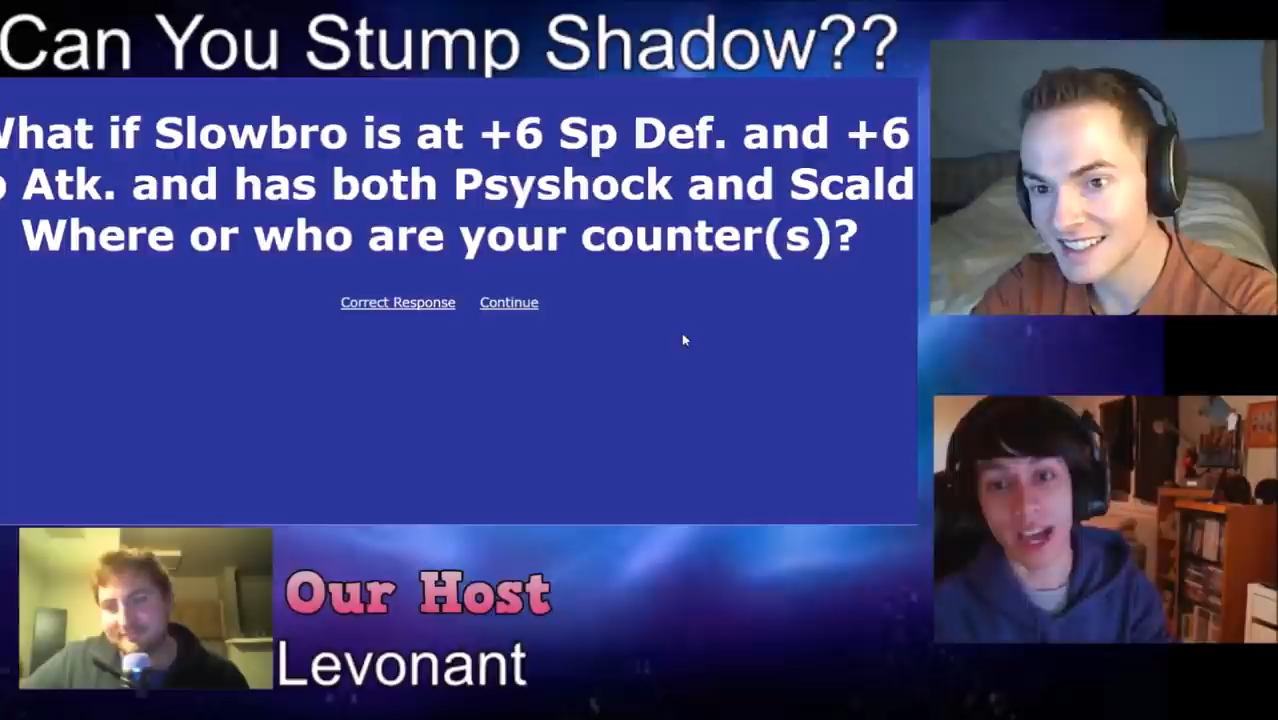 Can You Stump Shadow??
What if Slowbro is at +6 Sp Def. and +6
Atk. and has both Psyshock and Scald
Where or who are your counter(s)?
Correct Response Continue
Our Host
Levonant